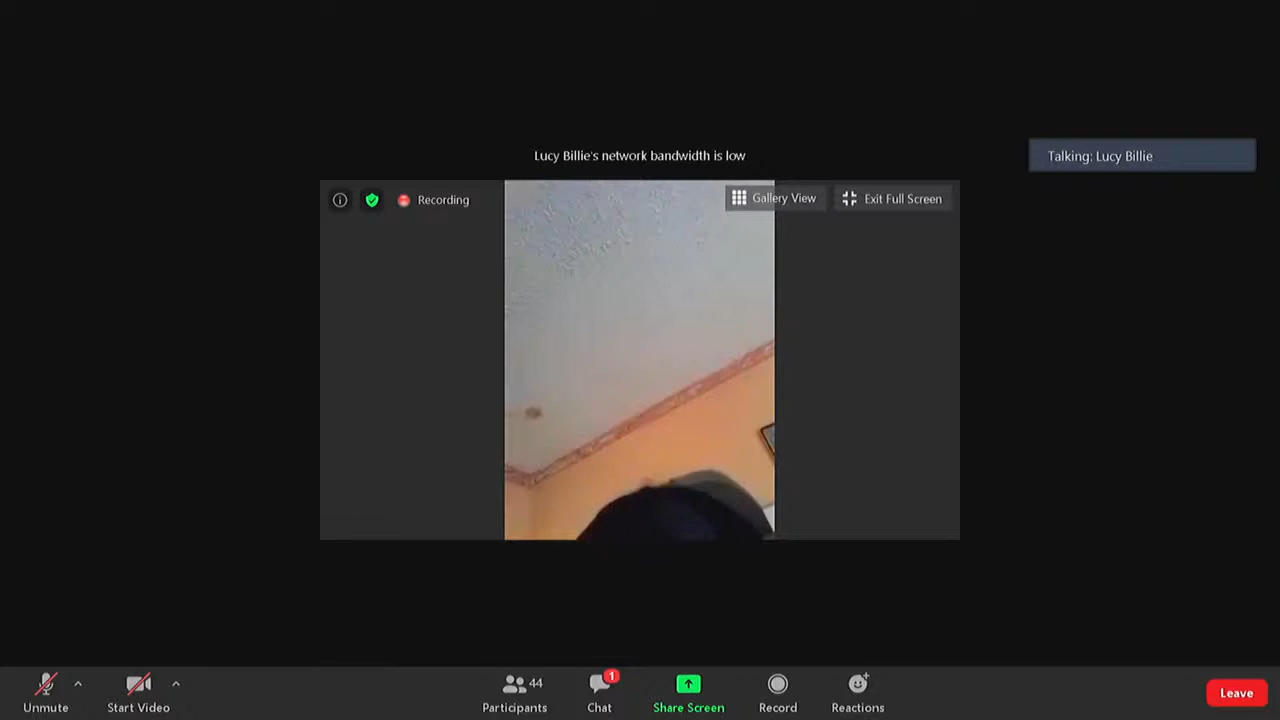 Lucy Billie's network bandwidth is low
Talking: Lucy Billie
Recording
Gallery View
Exit Full Screen
Unmute
Start Video
44
Participants
1
Chat
Share Screen
Record
Reactions
Leave